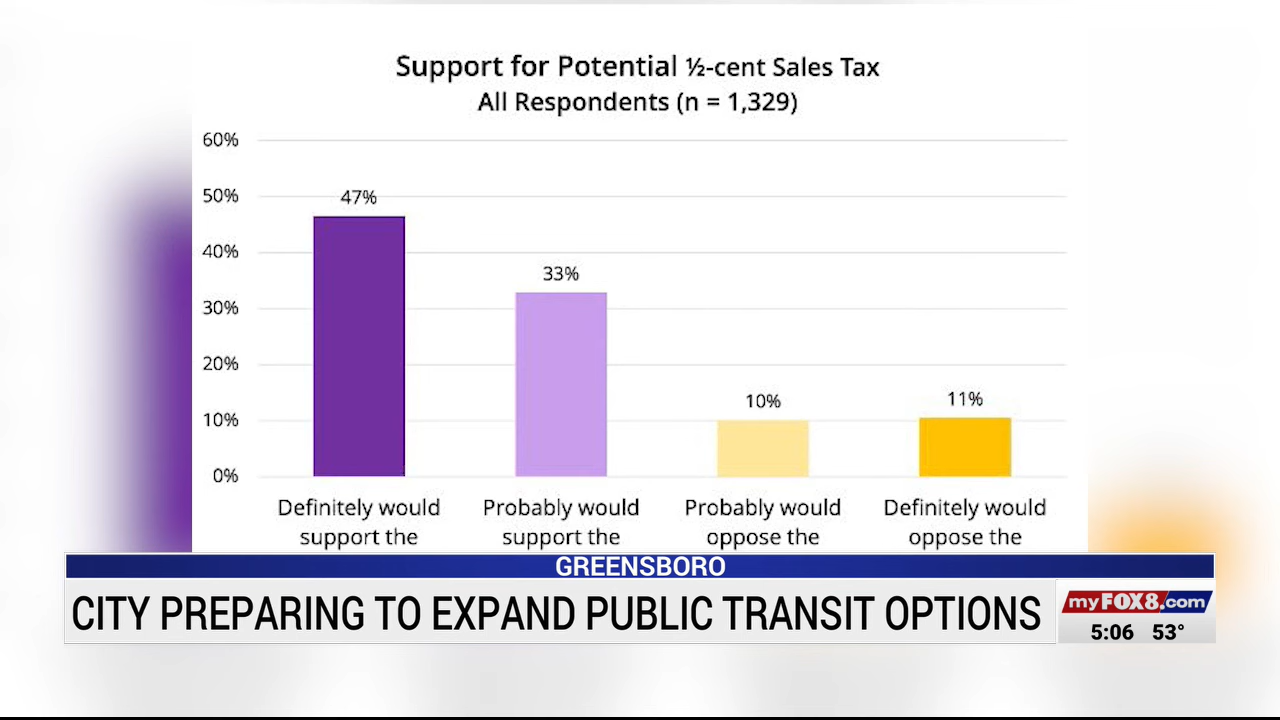 Support for Potential ½-cent Sales Tax
All Respondents (n = 1,329)
60%
50%
40%
30%
20%
10%
0%
47%
33%
10%
11%
Definitely would
support the
Probably would
support the
Probably would
oppose the
Definitely would
oppose the
GREENSBORO
CITY PREPARING TO EXPAND PUBLIC TRANSIT OPTIONS
myFOX8.com
5:06 53°